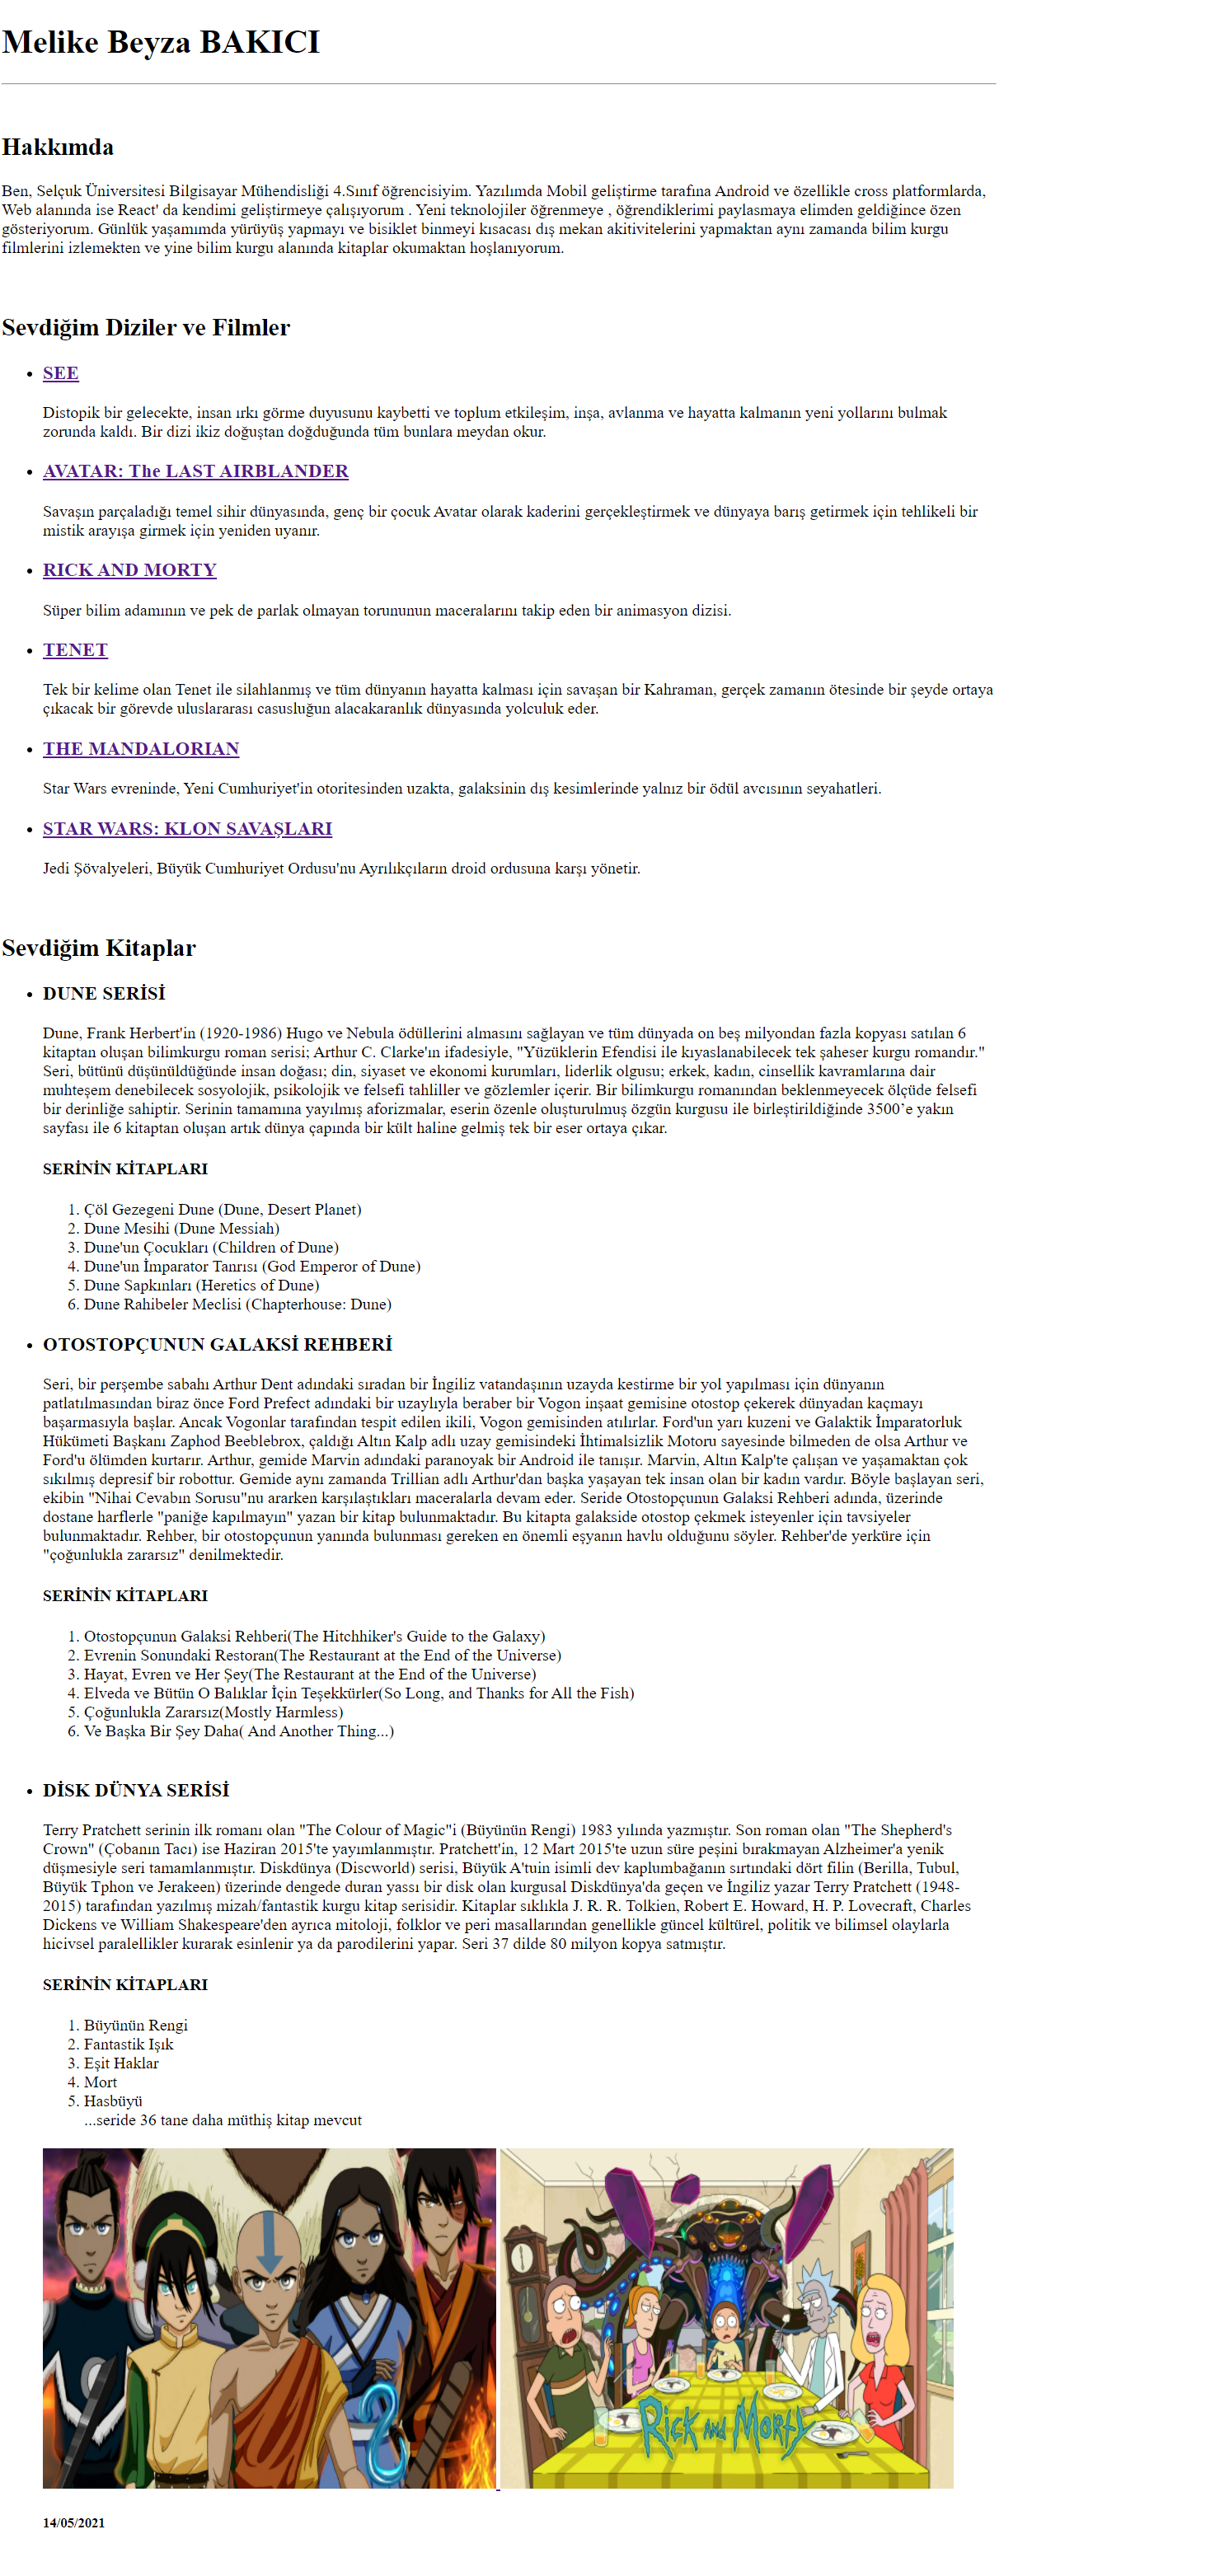 Melike Beyza BAKICI
Hakkımda
Ben, Selçuk Üniversitesi Bilgisayar Mühendisliği 4.Sınıf öğrencisiyim. Yazılımda Mobil geliştirme tarafına Android ve özellikle cross platformlarda,
Web alanında ise React' da kendimi geliştirmeye çalışıyorum . Yeni teknolojiler öğrenmeye , öğrendiklerimi paylasmaya elimden geldiğince özen
gösteriyorum. Günlük yaşamımda yürüyüş yapmayı ve bisiklet binmeyi kısacası dış mekan akitivitelerini yapmaktan aynı zamanda bilim kurgu
filmlerini izlemekten ve yine bilim kurgu alanında kitaplar okumaktan hoşlanıyorum.
Sevdiğim Diziler ve Filmler
• SEE
Distopik bir gelecekte, insan ırkı görme duyusunu kaybetti ve toplum etkileşim, inşa, avlanma ve hayatta kalmanın yeni yollarını bulmak
zorunda kaldı. Bir dizi ikiz doğuştan doğduğunda tüm bunlara meydan okur.
• AVATAR: The LAST AIRBLANDER
Savaşın parçaladığı temel sihir dünyasında, genç bir çocuk Avatar olarak kaderini gerçekleştirmek ve dünyaya barış getirmek için tehlikeli bir
mistik arayışa girmek için yeniden uyanır.
• RICK AND MORTY
Süper bilim adamının ve pek de parlak olmayan torununun maceralarını takip eden bir animasyon dizisi.
• TENET
Tek bir kelime olan Tenet ile silahlanmış ve tüm dünyanın hayatta kalması için savaşan bir Kahraman, gerçek zamanın ötesinde bir şeyde ortaya
çıkacak bir görevde uluslararası casusluğun alacakaranlık dünyasında yolculuk eder.
• THE MANDALORIAN
Star Wars evreninde, Yeni Cumhuriyet'in otoritesinden uzakta, galaksinin dış kesimlerinde yalnız bir ödül avcısının seyahatleri.
• STAR WARS: KLON SAVAŞLARI
Jedi Şövalyeleri, Büyük Cumhuriyet Ordusu'nu Ayrılıkçıların droid ordusuna karşı yönetir.
Sevdiğim Kitaplar
• DUNE SERİSİ
Dune, Frank Herbert'in (1920-1986) Hugo ve Nebula ödüllerini almasını sağlayan ve tüm dünyada on beş milyondan fazla kopyası satılan 6
kitaptan oluşan bilimkurgu roman serisi; Arthur C. Clarke'ın ifadesiyle, "Yüzüklerin Efendisi ile kıyaslanabilecek tek şaheser kurgu romandır."
Seri, bütünü düşünüldüğünde insan doğası; din, siyaset ve ekonomi kurumları, liderlik olgusu; erkek, kadın, cinsellik kavramlarına dair
muhteşem denebilecek sosyolojik, psikolojik ve felsefi tahliller ve gözlemler içerir. Bir bilimkurgu romanından beklenmeyecek ölçüde felsefi
bir derinliğe sahiptir. Serinin tamamına yayılmış aforizmalar, eserin özenle oluşturulmuş özgün kurgusu ile birleştirildiğinde 3500’e yakın
sayfası ile 6 kitaptan oluşan artık dünya çapında bir kült haline gelmiş tek bir eser ortaya çıkar.
SERİNİN KİTAPLARI
1. Çöl Gezegeni Dune (Dune, Desert Planet)
2. Dune Mesihi (Dune Messiah)
3. Dune'un Çocukları (Children of Dune)
4. Dune'un İmparator Tanrısı (God Emperor of Dune)
5. Dune Sapkınları (Heretics of Dune)
6. Dune Rahibeler Meclisi (Chapterhouse: Dune)
• OTOSTOPÇUNUN GALAKSİ REHBERİ
Seri, bir perşembe sabahı Arthur Dent adındaki sıradan bir İngiliz vatandaşının uzayda kestirme bir yol yapılması için dünyanın
patlatılmasından biraz önce Ford Prefect adındaki bir uzaylıyla beraber bir Vogon inşaat gemisine otostop çekerek dünyadan kaçmayı
başarmasıyla başlar. Ancak Vogonlar tarafından tespit edilen ikili, Vogon gemisinden atılırlar. Ford'un yarı kuzeni ve Galaktik İmparatorluk
Hükümeti Başkanı Zaphod Beeblebrox, çaldığı Altın Kalp adlı uzay gemisindeki İhtimalsizlik Motoru sayesinde bilmeden de olsa Arthur ve
Ford'u ölümden kurtarır. Arthur, gemide Marvin adındaki paranoyak bir Android ile tanışır. Marvin, Altın Kalp'te çalışan ve yaşamaktan çok
sıkılmış depresif bir robottur. Gemide aynı zamanda Trillian adlı Arthur'dan başka yaşayan tek insan olan bir kadın vardır. Böyle başlayan seri,
ekibin "Nihai Cevabın Sorusu"nu ararken karşılaştıkları maceralarla devam eder. Seride Otostopçunun Galaksi Rehberi adında, üzerinde
dostane harflerle "paniğe kapılmayın" yazan bir kitap bulunmaktadır. Bu kitapta galakside otostop çekmek isteyenler için tavsiyeler
bulunmaktadır. Rehber, bir otostopçunun yanında bulunması gereken en önemli eşyanın havlu olduğunu söyler. Rehber'de yerküre için
"çoğunlukla zararsız" denilmektedir.
SERİNİN KİTAPLARI
1. Otostopçunun Galaksi Rehberi(The Hitchhiker's Guide to the Galaxy)
2. Evrenin Sonundaki Restoran(The Restaurant at the End of the Universe)
3. Hayat, Evren ve Her Şey(The Restaurant at the End of the Universe)
4. Elveda ve Bütün O Balıklar İçin Teşekkürler(So Long, and Thanks for All the Fish)
5. Çoğunlukla Zararsız(Mostly Harmless)
6. Ve Başka Bir Şey Daha( And Another Thing...)
• DİSK DÜNYA SERİSİ
Terry Pratchett serinin ilk romanı olan "The Colour of Magic"i (Büyünün Rengi) 1983 yılında yazmıştır. Son roman olan "The Shepherd's
Crown" (Çobanın Tacı) ise Haziran 2015'te yayımlanmıştır. Pratchett'in, 12 Mart 2015'te uzun süre peşini bırakmayan Alzheimer'a yenik
düşmesiyle seri tamamlanmıştır. Diskdünya (Discworld) serisi, Büyük A'tuin isimli dev kaplumbağanın sırtındaki dört filin (Berilla, Tubul,
Büyük Tphon ve Jerakeen) üzerinde dengede duran yassı bir disk olan kurgusal Diskdünya'da geçen ve İngiliz yazar Terry Pratchett (1948-
2015) tarafından yazılmış mizah/fantastik kurgu kitap serisidir. Kitaplar sıklıkla J. R. R. Tolkien, Robert E. Howard, H. P. Lovecraft, Charles
Dickens ve William Shakespeare'den ayrıca mitoloji, folklor ve peri masallarından genellikle güncel kültürel, politik ve bilimsel olaylarla
hicivsel paralellikler kurarak esinlenir ya da parodilerini yapar. Seri 37 dilde 80 milyon kopya satmıştır.
SERİNİN KİTAPLARI
1. Büyünün Rengi
2. Fantastik Işık
3. Eşit Haklar
4. Mort
5. Hasbüyü
...seride 36 tane daha müthiş kitap mevcut
Rick and Morty
14/05/2021